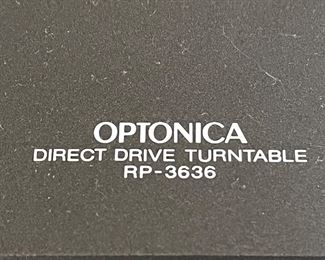 OPTONICA
DIRECT DRIVE TURNTABLE
RP-3636